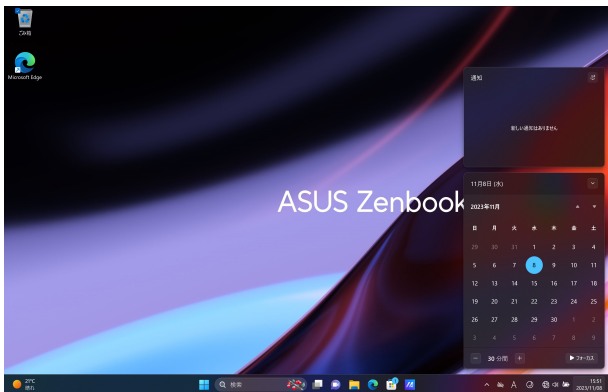 ごみ箱
Microsoft Edge
ASUS Zenbook
通知
新しい通知はありません
11月8日 (水)
2023年11月
日 月 火 水 木 金 土
29 30 31 1 2 3 4
5 6 7 8 9 10 11
12 13 14 15 16 17 18
19 20 21 22 23 24 25
26 27 28 29 30 1 2
3 4 5 6 7 8 9
30 分間
フォーカス
21°C
晴れ
検索
A
15:51
2023/11/08